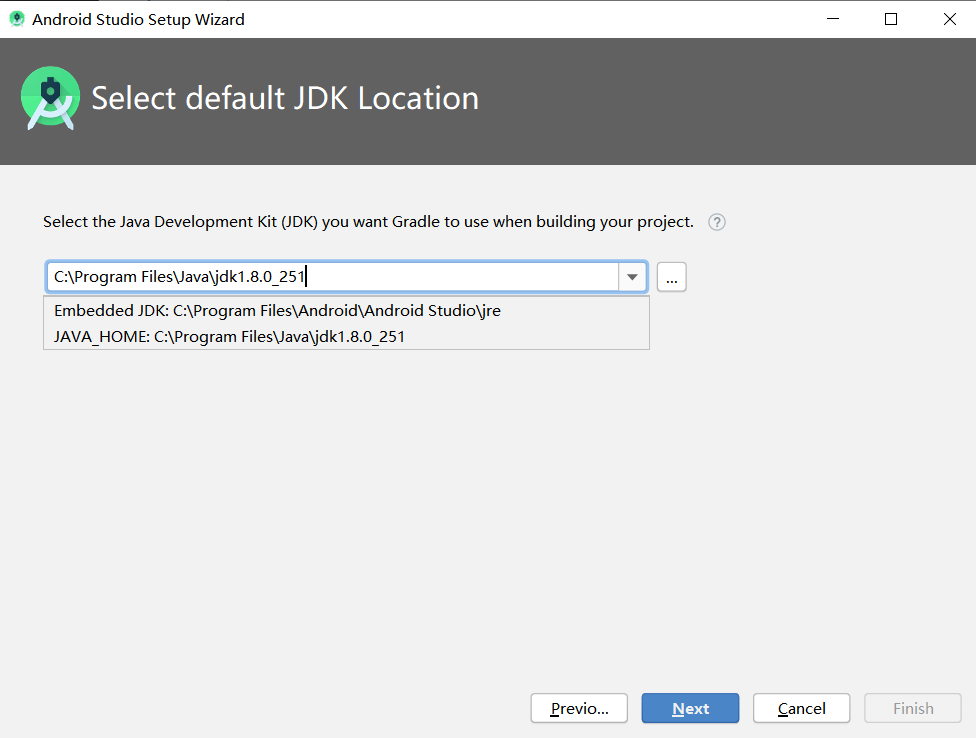 Android Studio Setup Wizard
Select default JDK Location
Select the Java Development Kit (JDK) you want Gradle to use when building your project. ?
C:\Program Files\Java\jdk1.8.0_251 ...
Embedded JDK: C:\Program Files\Android\Android Studio\jre
JAVA_HOME: C:\Program Files\Java\jdk1.8.0_251
Previo... Next Cancel Finish